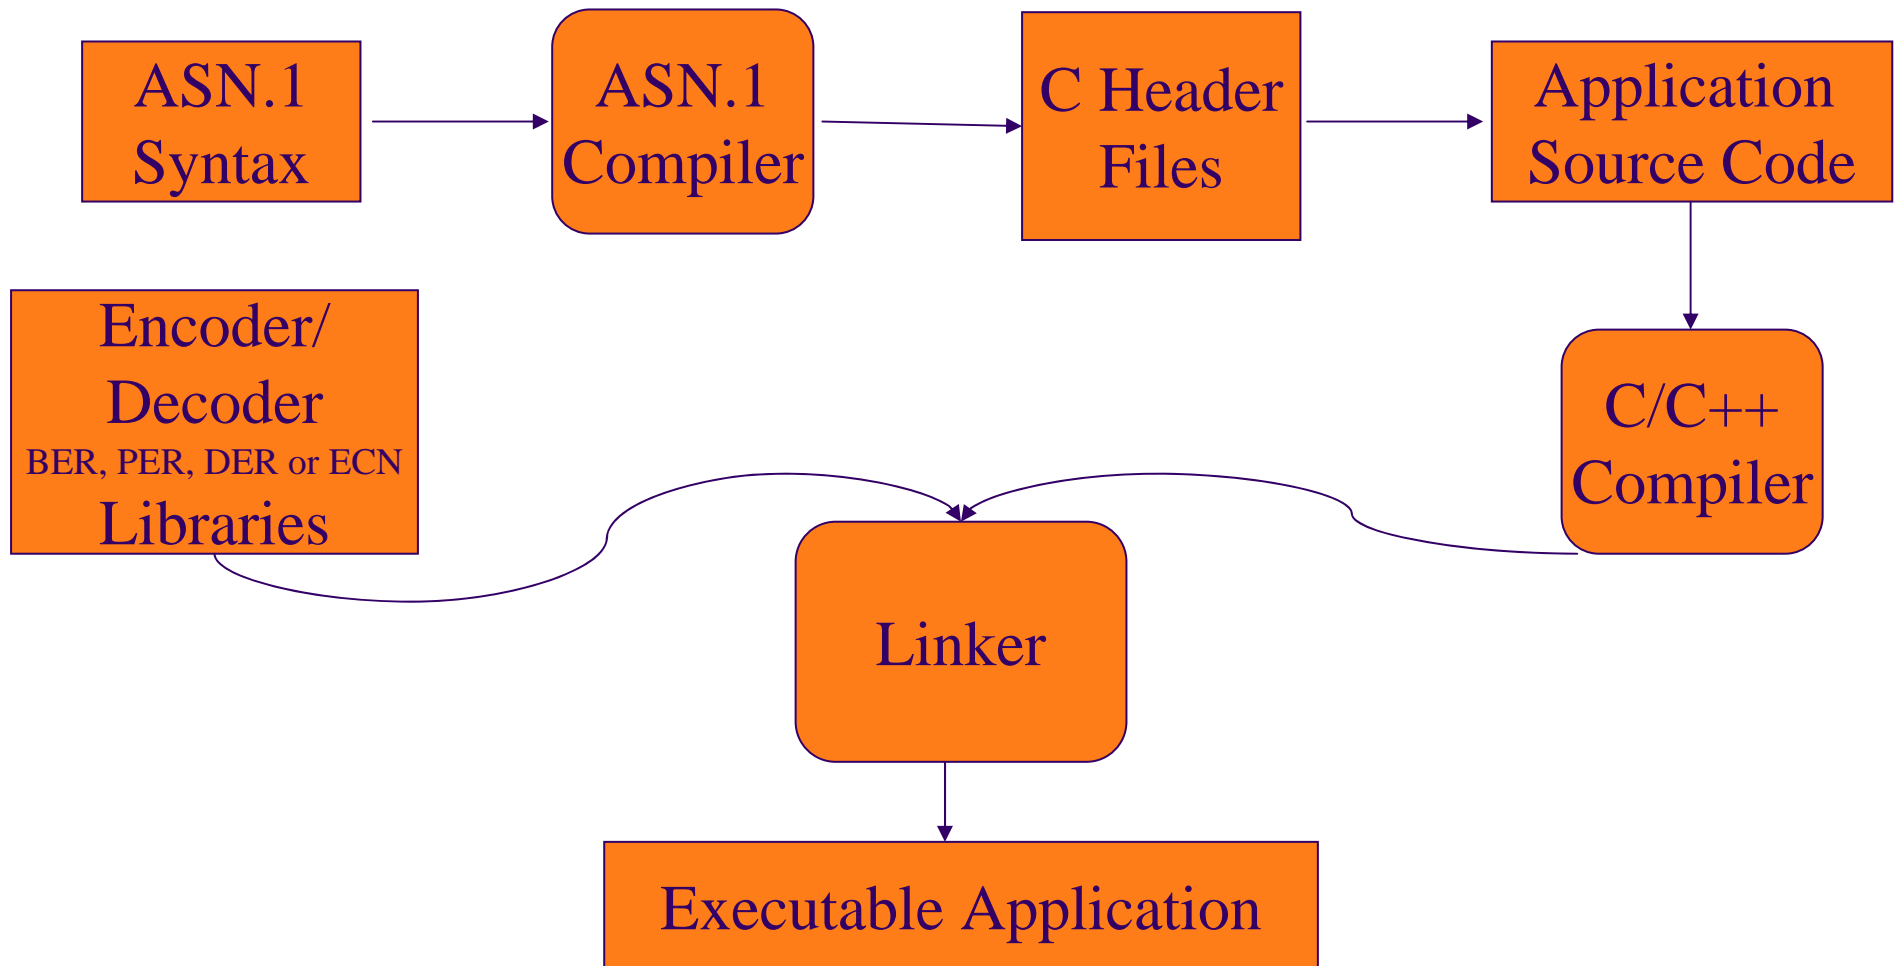 ASN.1
Syntax
ASN.1
Compiler
C Header
Files
Application
Source Code
Encoder/
Decoder
BER, PER, DER or ECN
Libraries
C/C++
Compiler
Linker
Executable Application